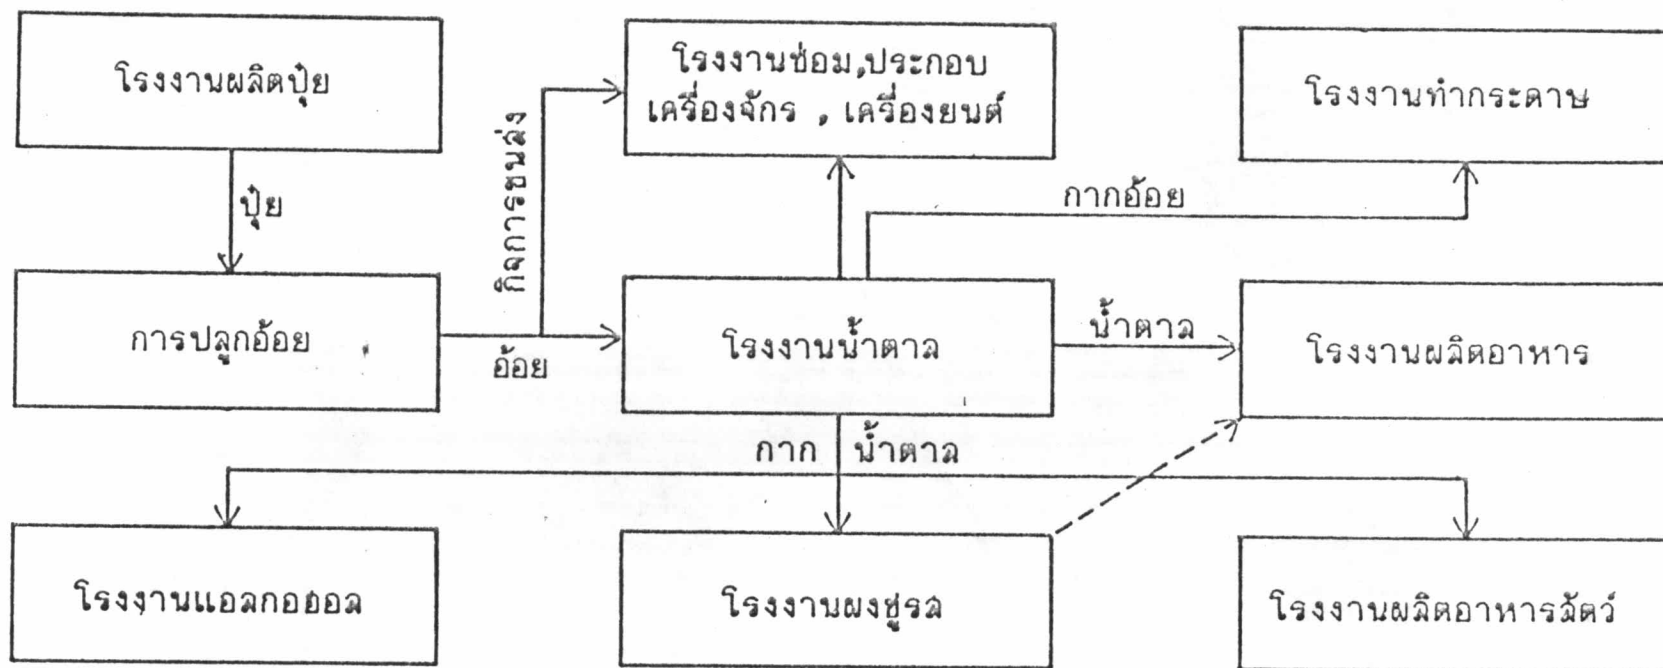 โรงงานผลิตปุ๋ย
โรงงานซ่อม,ประกอบ
เครื่องจักร , เครื่องยนต์
โรงงานทำกระดาษ
ปุ๋ย
กิจการขนส่ง
กากอ้อย
การปลูกอ้อย
อ้อย
โรงงานน้ำตาล
น้ำตาล
โรงงานผลิตอาหาร
กาก น้ำตาล
โรงงานแอลกอฮอล
โรงงานผงชูรส
โรงงานผลิตอาหารสัตว์